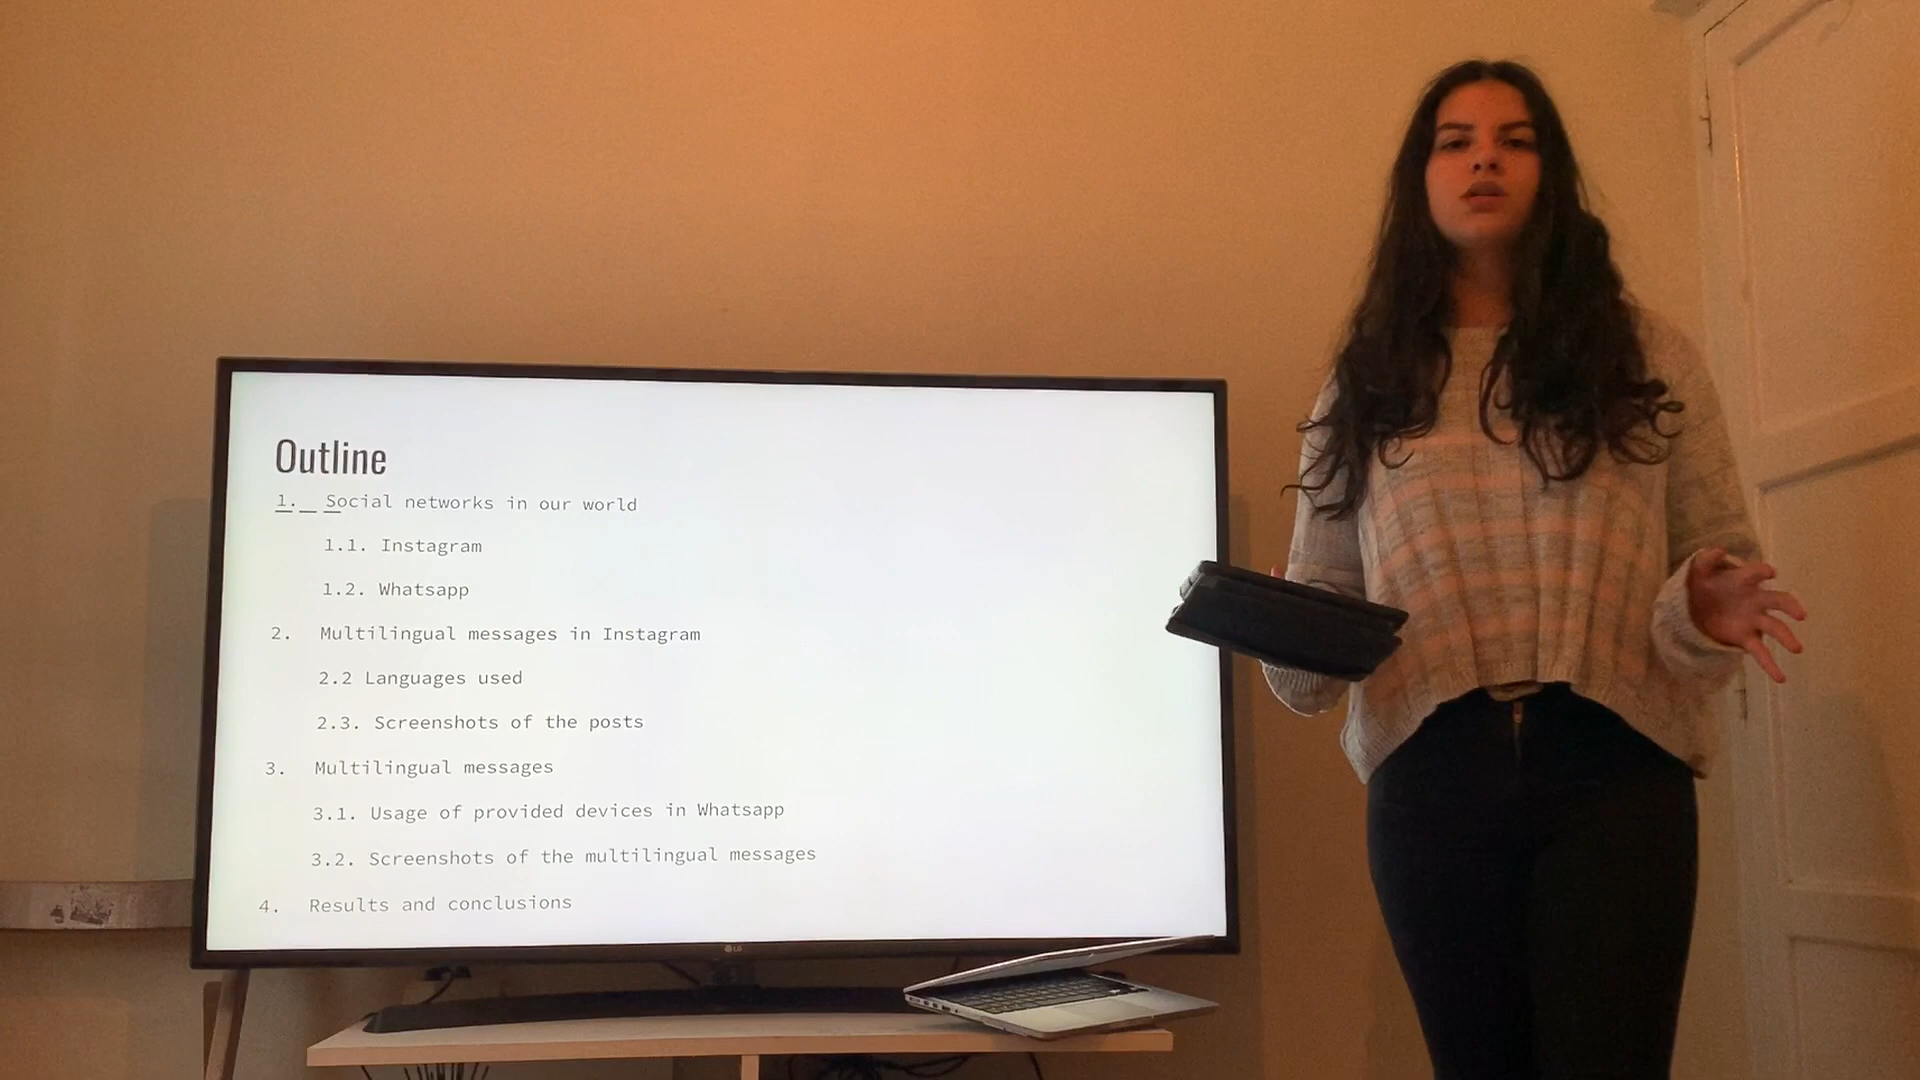 Outline
1. Social networks in our world
1.1. Instagram
1.2. Whatsapp
2. Multilingual messages in Instagram
2.2 Languages used
2.3. Screenshots of the posts
3. Multilingual messages
3.1. Usage of provided devices in Whatsapp
3.2. Screenshots of the multilingual messages
4. Results and conclusions
LG